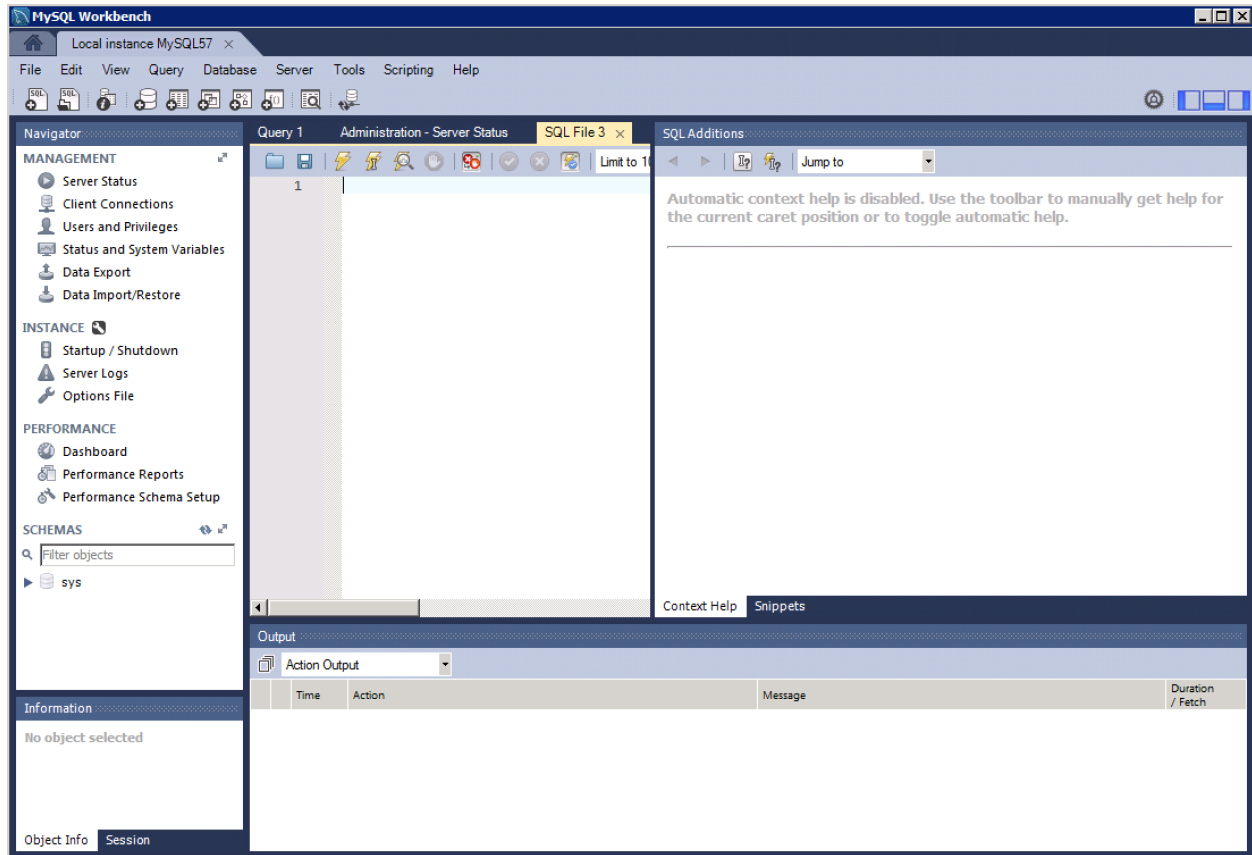 MySQL Workbench
Local instance MySQL57
File Edit View Query Database Server Tools Scripting Help
SQL SQL
Navigator
MANAGEMENT
Server Status
Client Connections
Users and Privileges
Status and System Variables
Data Export
Data Import/Restore
INSTANCE
Startup / Shutdown
Server Logs
Options File
PERFORMANCE
Dashboard
Performance Reports
Performance Schema Setup
SCHEMAS
Filter objects
sys
Information
No object selected
Object Info Session
Query 1 Administration - Server Status SQL File 3
Limit to 10
1
SQL Additions
Jump to
Automatic context help is disabled. Use the toolbar to manually get help for
the current caret position or to toggle automatic help.
Context Help Snippets
Output
Action Output
Time Action Message Duration
/ Fetch